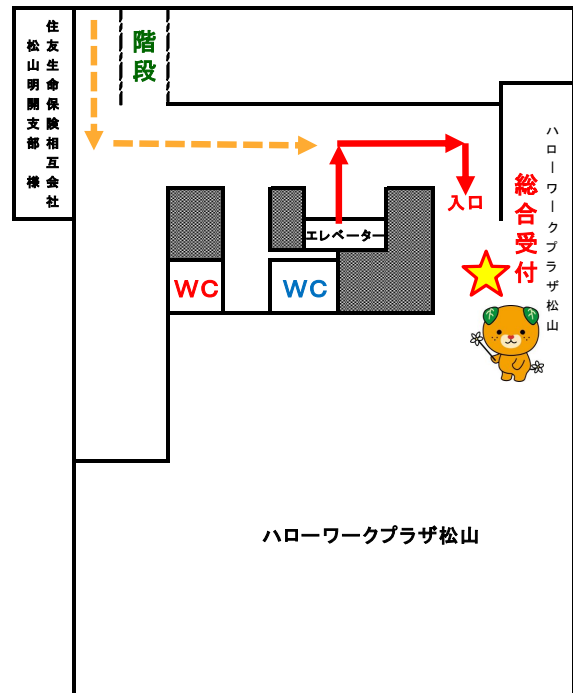 住友生命保険相互会社
松山明開支部 様
階段
エレベーター
入口
総合受付
ハローワークプラザ松山
WC
WC
ハローワークプラザ松山